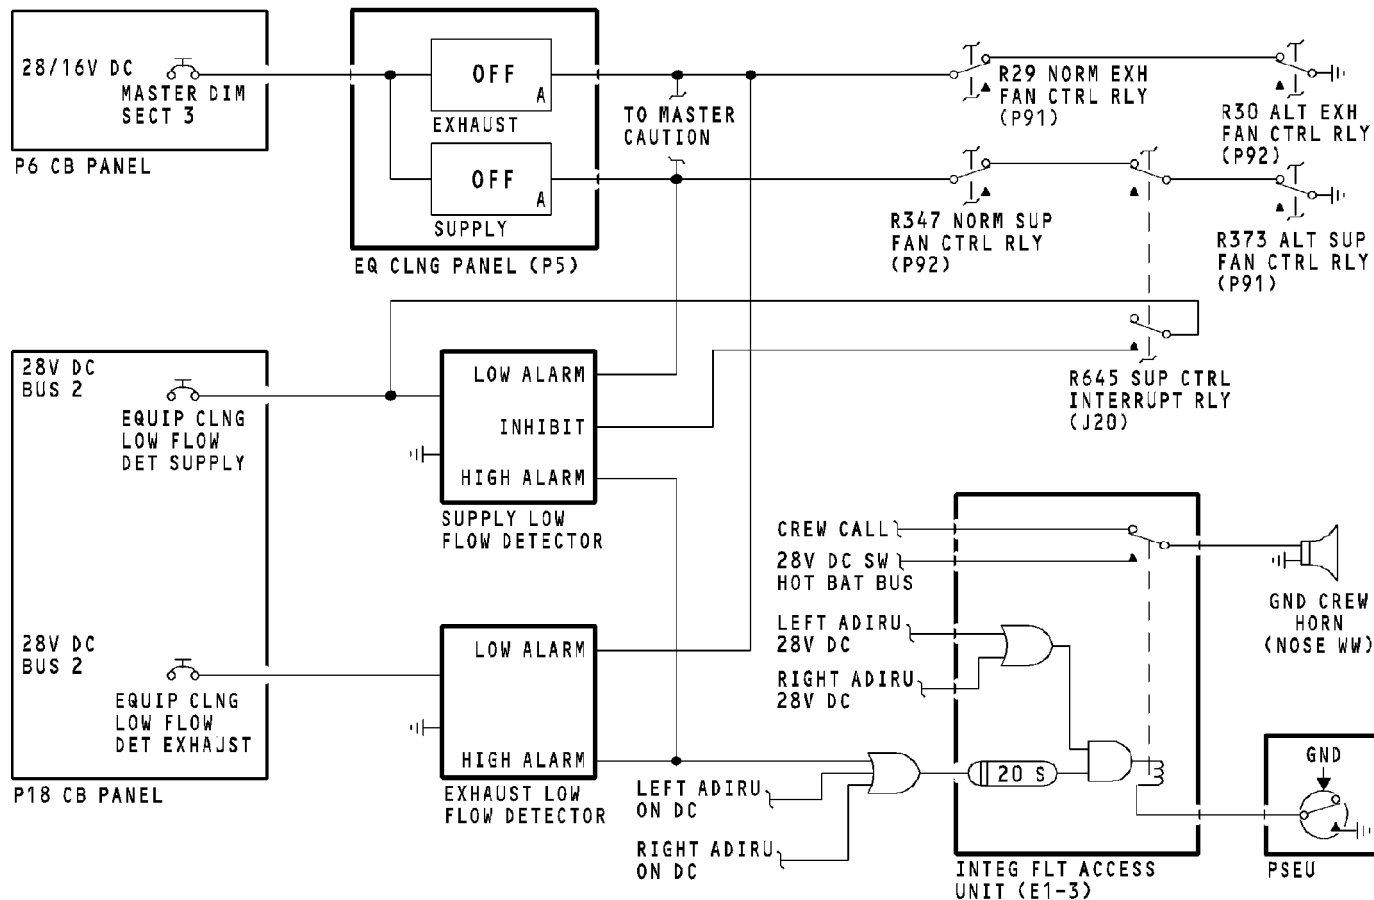 28/16V DC
MASTER DIM
SECT 3
P6 CB PANEL
OFF
A
EXHAUST
OFF
A
SUPPLY
EQ CLNG PANEL (P5)
TO MASTER
CAUTION
R29 NORM EXH
FAN CTRL RLY
(P91)
R30 ALT EXH
FAN CTRL RLY
(P92)
R347 NORM SUP
FAN CTRL RLY
(P92)
R373 ALT SUP
FAN CTRL RLY
(P91)
28V DC
BUS 2
EQUIP CLNG
LOW FLOW
DET SUPPLY
LOW ALARM
INHIBIT
HIGH ALARM
SUPPLY LOW
FLOW DETECTOR
R645 SUP CTRL
INTERRUPT RLY
(J20)
28V DC
BUS 2
EQUIP CLNG
LOW FLOW
DET EXHAUST
P18 CB PANEL
LOW ALARM
HIGH ALARM
EXHAUST LOW
FLOW DETECTOR
CREW CALL
28V DC SW
HOT BAT BUS
LEFT ADIRU
28V DC
RIGHT ADIRU
28V DC
GND CREW
HORN
(NOSE WW)
LEFT ADIRU
ON DC
RIGHT ADIRU
ON DC
20 S
INTEG FLT ACCESS
UNIT (E1-3)
GND
PSEU